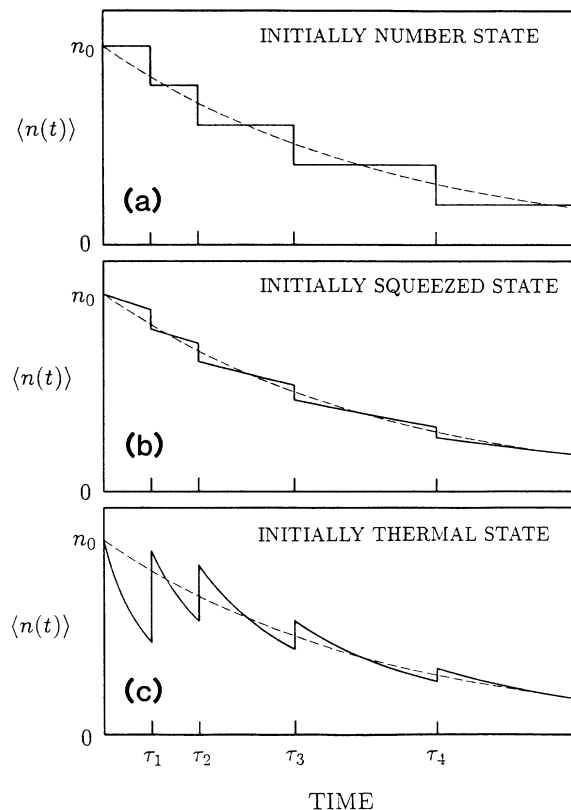 INITIALLY NUMBER STATE
n₀
⟨n(t)⟩
(a)
0
INITIALLY SQUEEZED STATE
n₀
⟨n(t)⟩
(b)
0
INITIALLY THERMAL STATE
n₀
⟨n(t)⟩
(c)
0
τ₁ τ₂ τ₃ τ₄
TIME